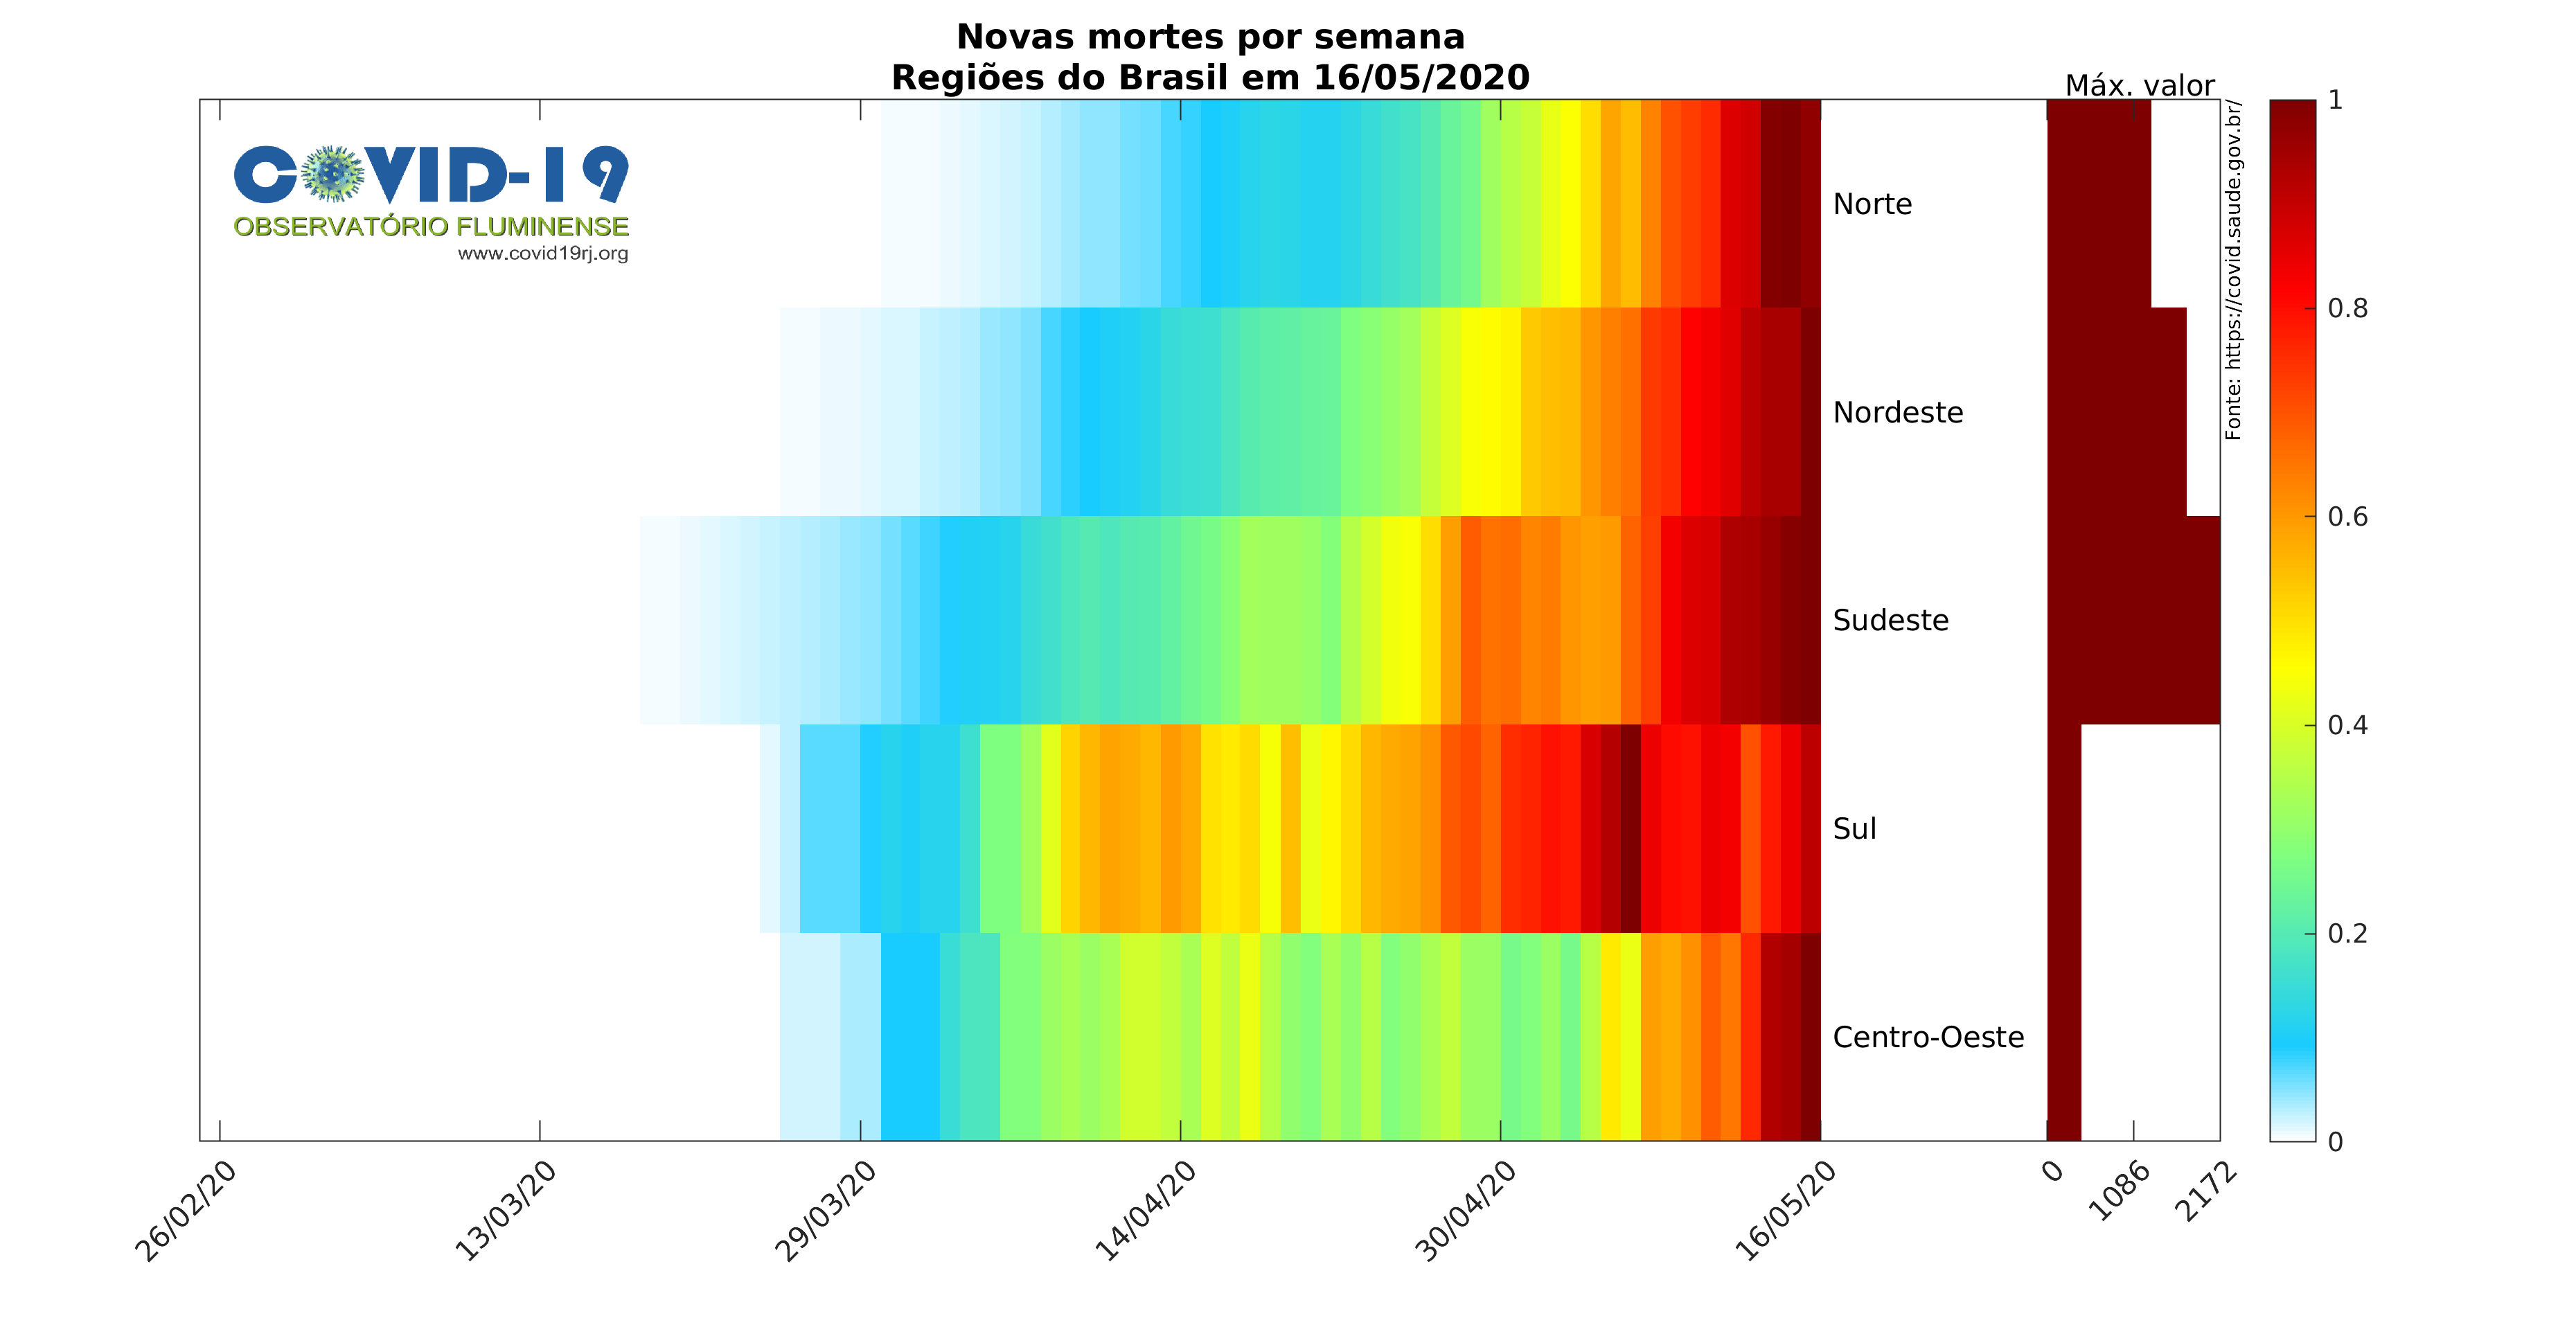 Novas mortes por semana
Regiões do Brasil em 16/05/2020
Máx. valor
COVID-19
OBSERVATÓRIO FLUMINENSE
www.covid19rj.org
Norte
Nordeste
Sudeste
Sul
Centro-Oeste
Fonte: https://covid.saude.gov.br/
1
0.8
0.6
0.4
0.2
0
26/02/20
13/03/20
29/03/20
14/04/20
30/04/20
16/05/20
0
1086
2172